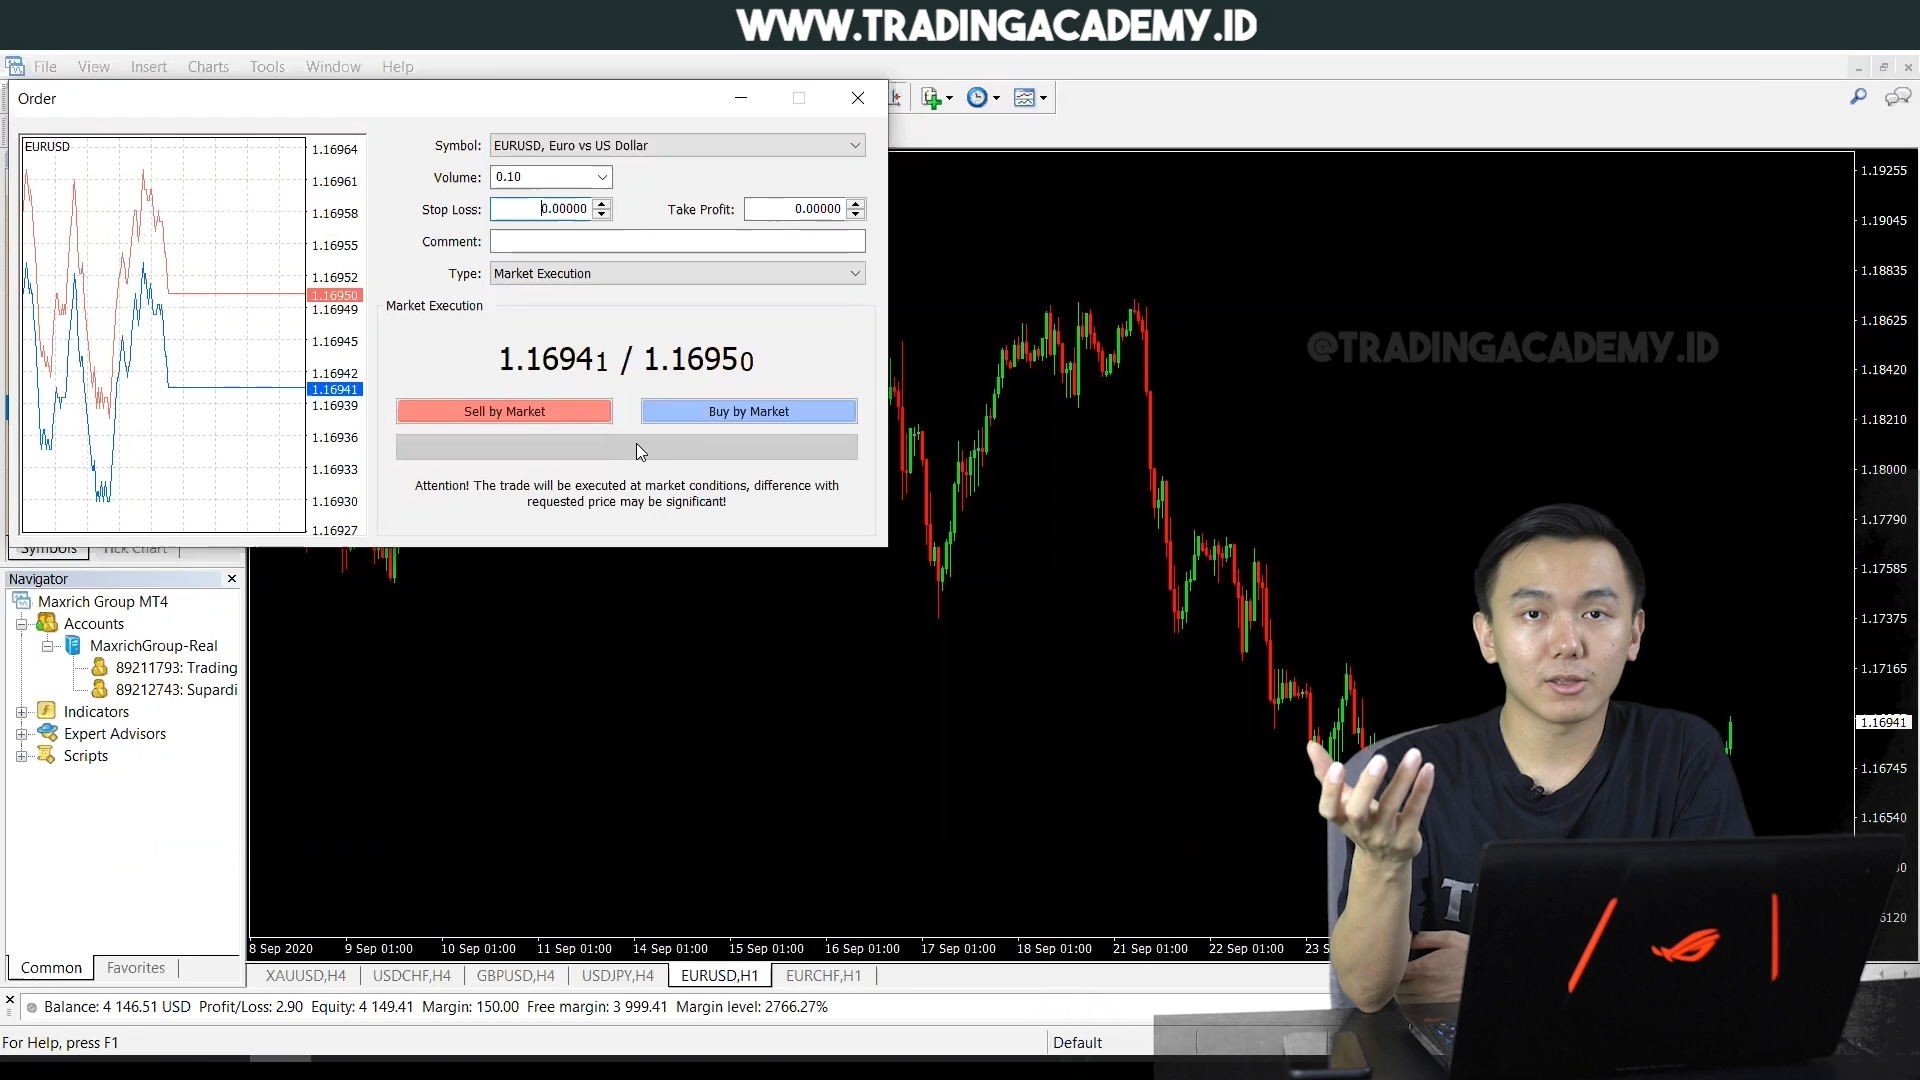 WWW.TRADINGACADEMY.ID
File View Insert Charts Tools Window Help
Order
EURUSD
1.16964
1.16961
1.16958
1.16955
1.16952
1.16950
1.16949
1.16945
1.16942
1.16941
1.16939
1.16936
1.16933
1.16930
1.16927
Symbol: EURUSD, Euro vs US Dollar
Volume: 0.10
Stop Loss: 0.00000 Take Profit: 0.00000
Comment:
Type: Market Execution
Market Execution
1.16941 / 1.16950
Sell by Market Buy by Market
Attention! The trade will be executed at market conditions, difference with
requested price may be significant!
Symbols Tick Chart
Navigator
Maxrich Group MT4
Accounts
MaxrichGroup-Real
89211793: Trading
89212743: Supardi
Indicators
Expert Advisors
Scripts
Common Favorites
@TRADINGACADEMY.ID
1.19255
1.19045
1.18835
1.18625
1.18420
1.18210
1.18000
1.17790
1.17585
1.17375
1.17165
1.16941
1.16745
1.16540
8 Sep 2020 9 Sep 01:00 10 Sep 01:00 11 Sep 01:00 14 Sep 01:00 15 Sep 01:00 16 Sep 01:00 17 Sep 01:00 18 Sep 01:00 21 Sep 01:00 22 Sep 01:00 23 S
XAUUSD,H4 USDCHF,H4 GBPUSD,H4 USDJPY,H4 EURUSD,H1 EURCHF,H1
Balance: 4 146.51 USD Profit/Loss: 2.90 Equity: 4 149.41 Margin: 150.00 Free margin: 3 999.41 Margin level: 2766.27%
For Help, press F1 Default